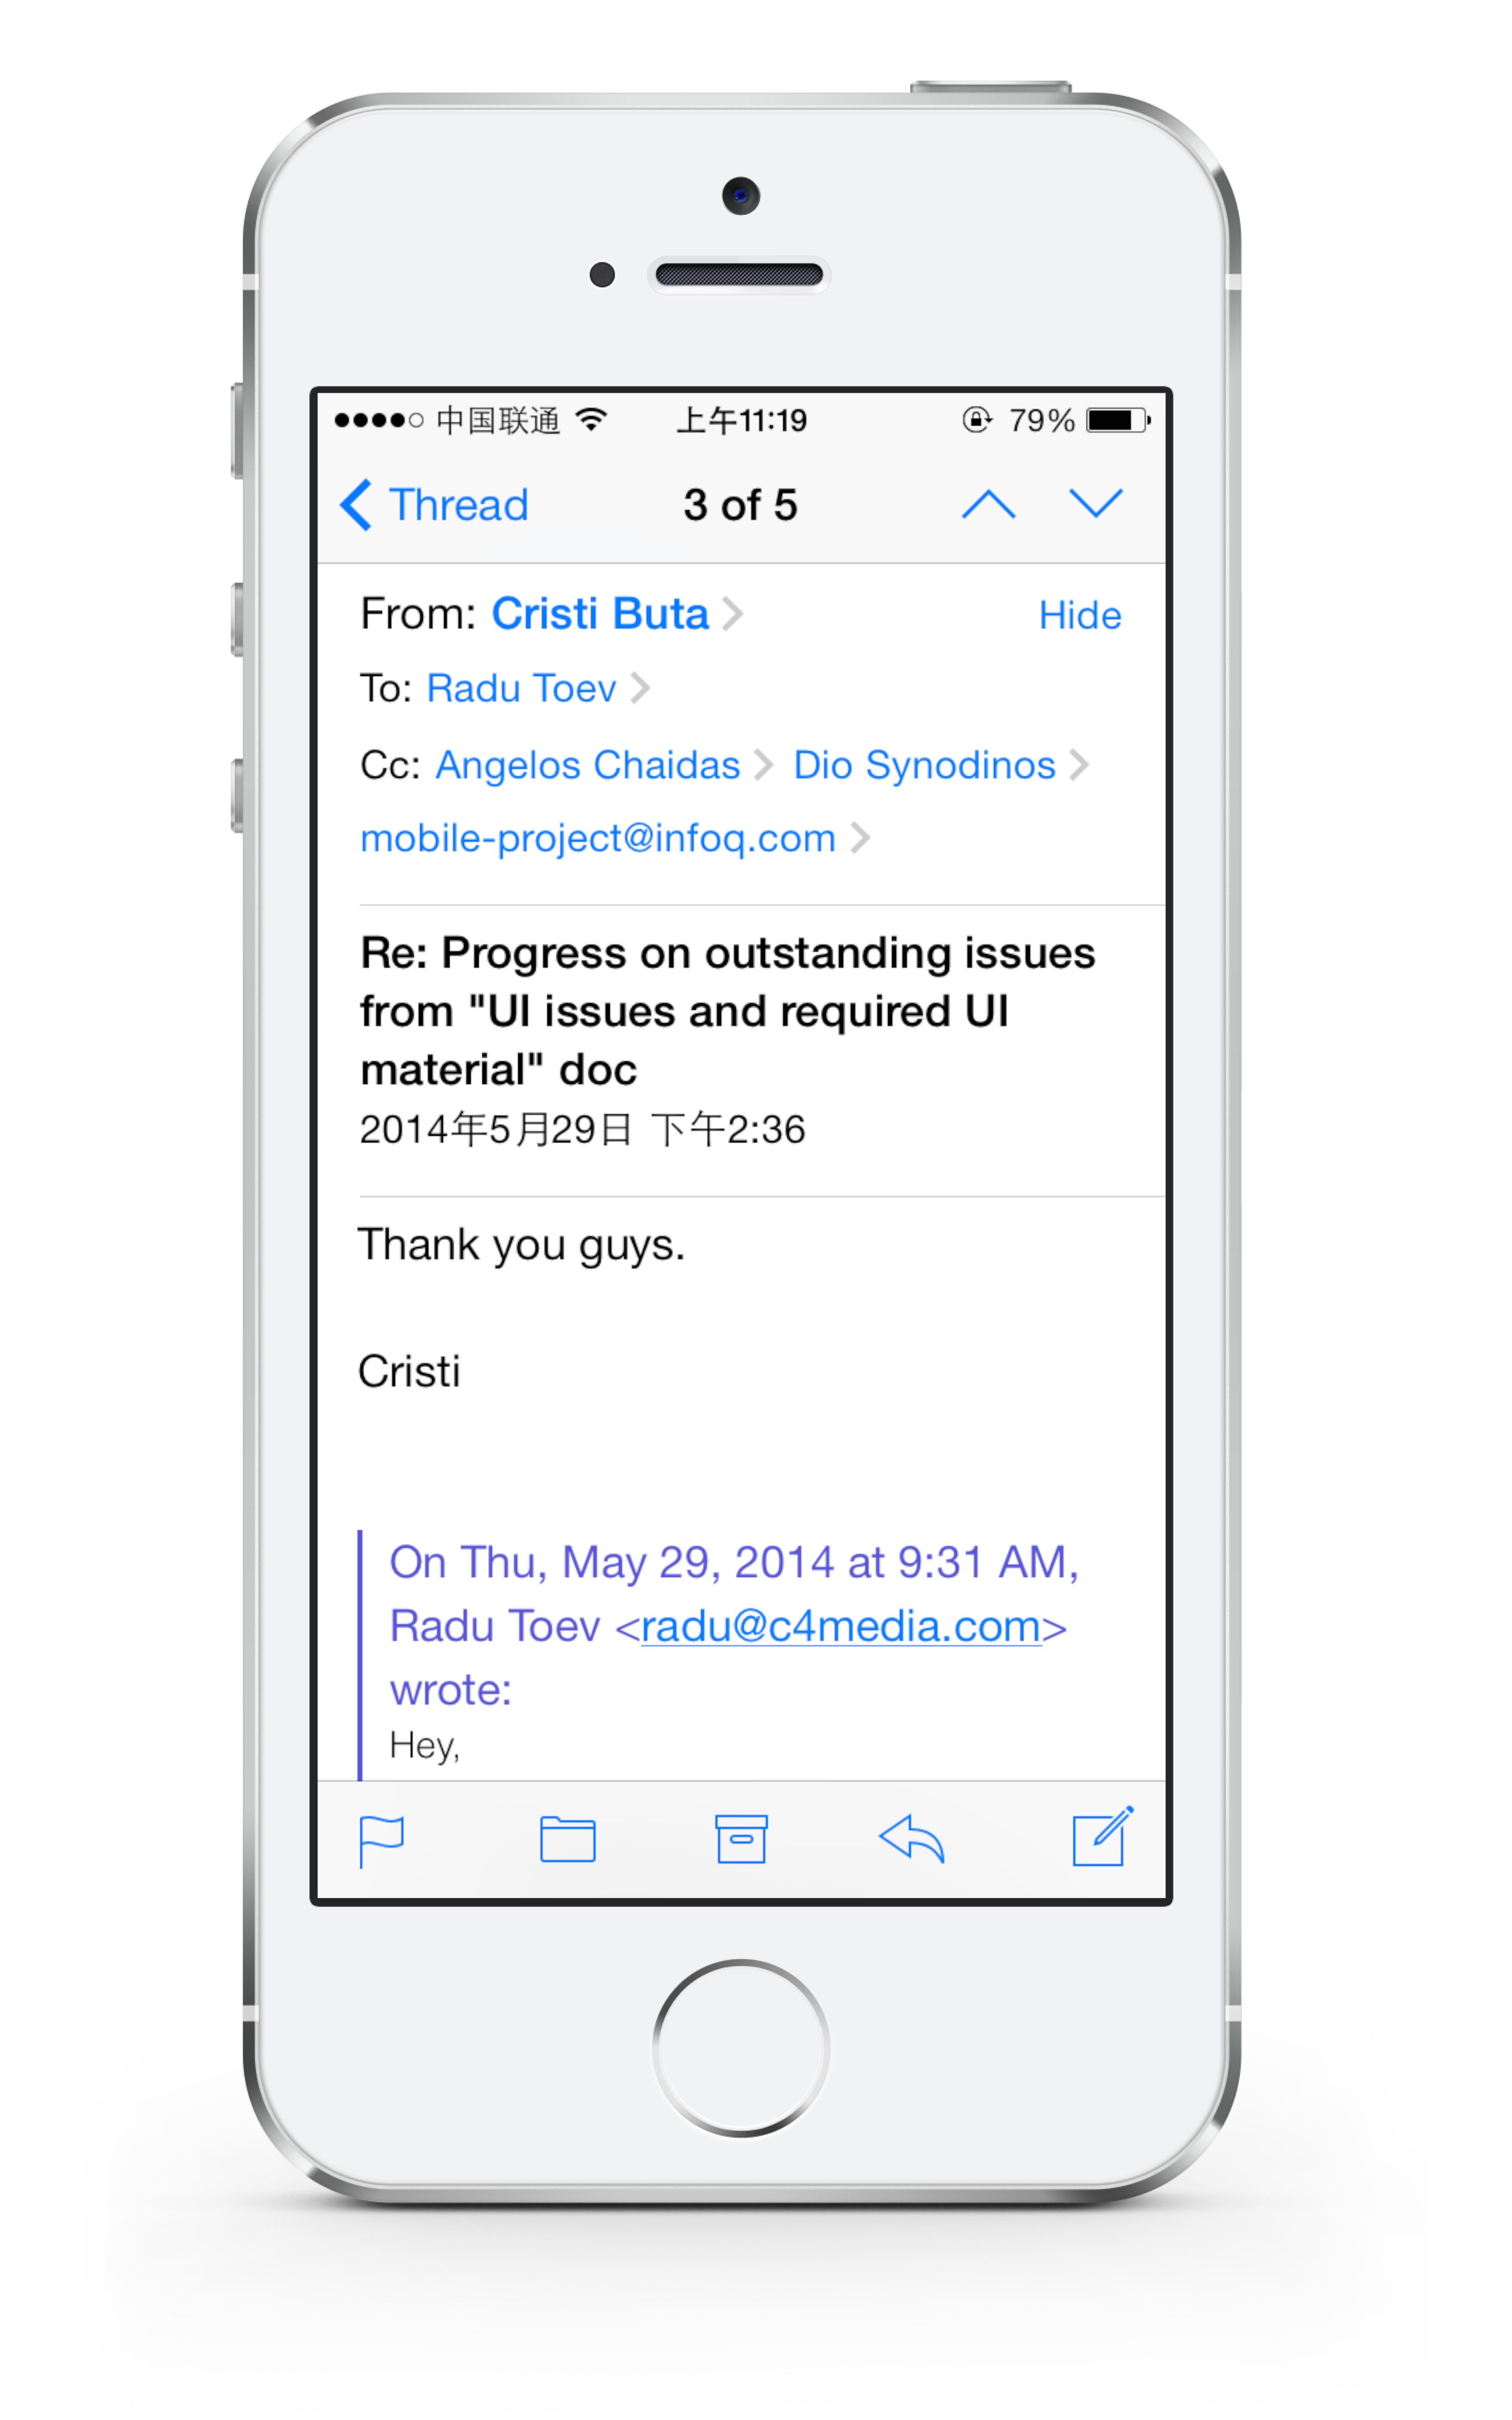 中国联通 上午11:19 79%
Thread 3 of 5
From: Cristi Buta Hide
To: Radu Toev
Cc: Angelos Chaidas Dio Synodinos
mobile-project@infoq.com
Re: Progress on outstanding issues
from "UI issues and required UI
material" doc
2014年5月29日 下午2:36
Thank you guys.
Cristi
On Thu, May 29, 2014 at 9:31 AM,
Radu Toev <radu@c4media.com>
wrote:
Hey,